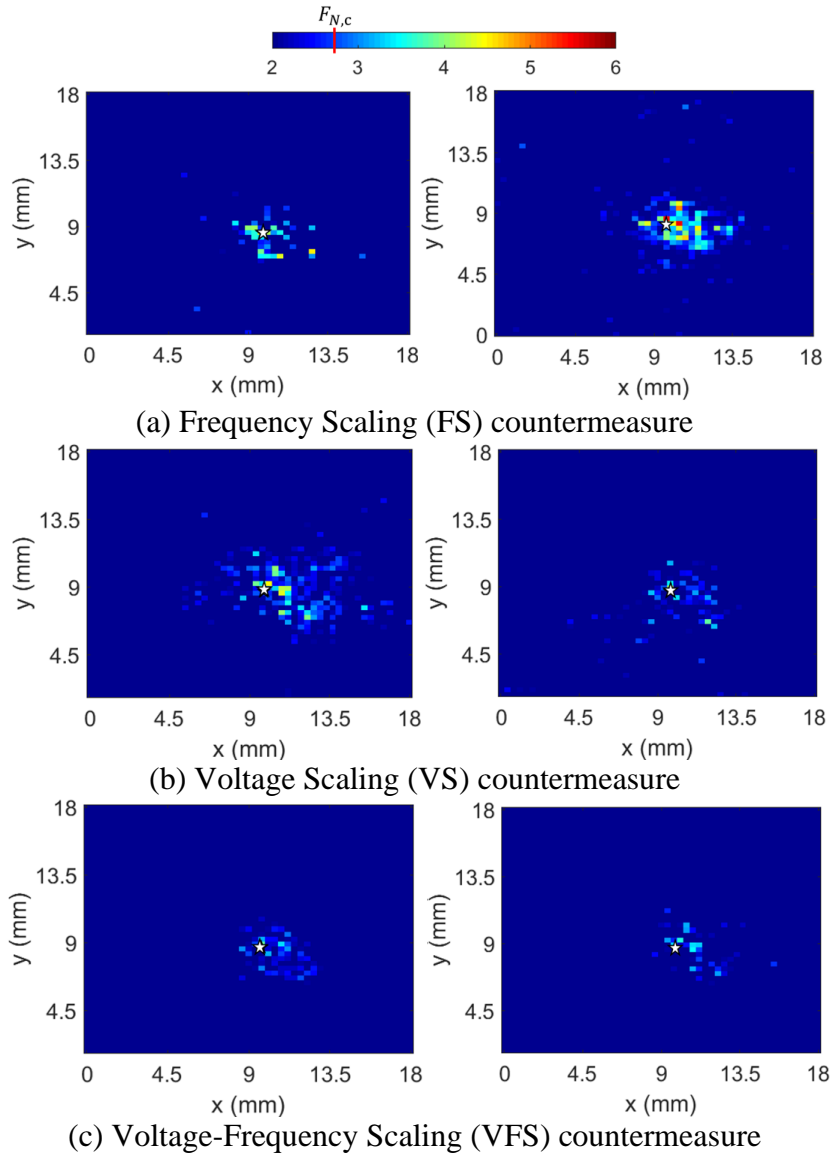 F_{N,c}
2 3 4 5 6
18 18
13.5 13.5
y (mm) y (mm)
9 9
4.5 4.5
0
0 4.5 9 13.5 18 0 4.5 9 13.5 18
x (mm) x (mm)
(a) Frequency Scaling (FS) countermeasure
18 18
13.5 13.5
y (mm) y (mm)
9 9
4.5 4.5
0 4.5 9 13.5 18 0 4.5 9 13.5 18
x (mm) x (mm)
(b) Voltage Scaling (VS) countermeasure
18 18
13.5 13.5
y (mm) y (mm)
9 9
4.5 4.5
0 4.5 9 13.5 18 0 4.5 9 13.5 18
x (mm) x (mm)
(c) Voltage-Frequency Scaling (VFS) countermeasure